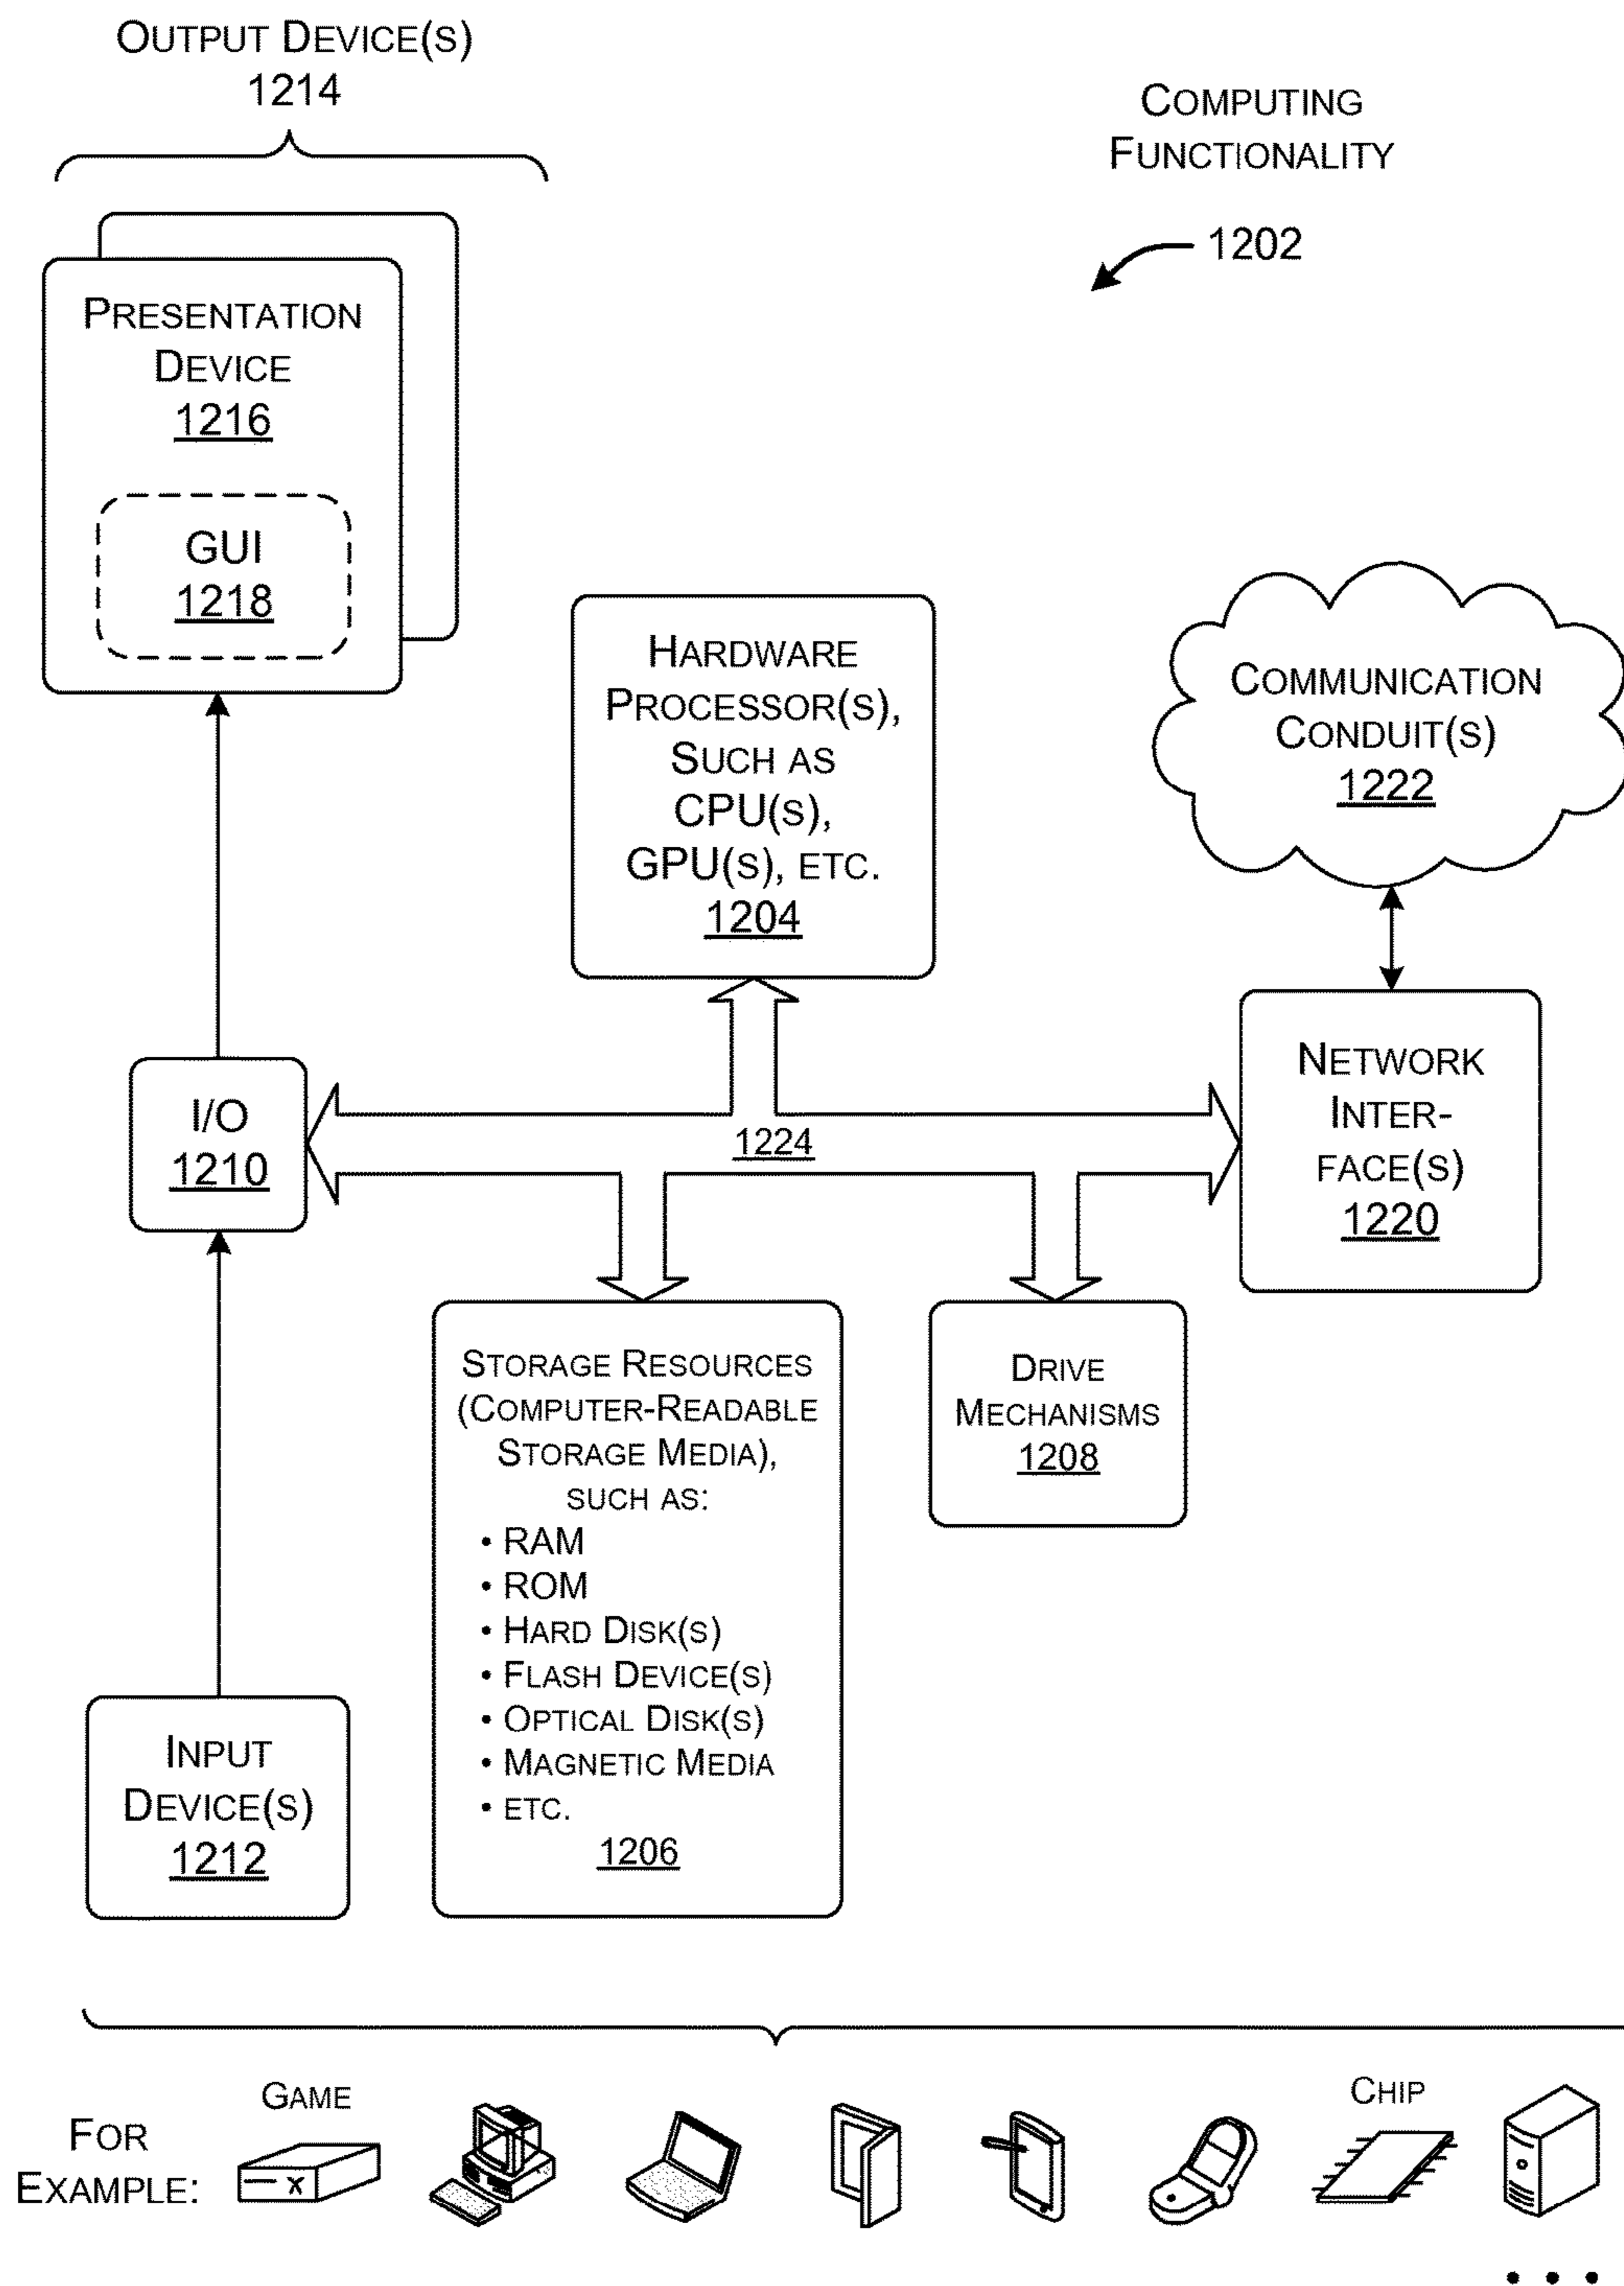 OUTPUT DEVICE(S)
1214
COMPUTING
FUNCTIONALITY
1202
PRESENTATION
DEVICE
1216
GUI
1218
HARDWARE
PROCESSOR(S),
SUCH AS
CPU(S),
GPU(S), ETC.
1204
COMMUNICATION
CONDUIT(S)
1222
I/O
1210
1224
NETWORK
INTER-
FACE(S)
1220
STORAGE RESOURCES
(COMPUTER-READABLE
STORAGE MEDIA),
SUCH AS:
• RAM
• ROM
• HARD DISK(S)
• FLASH DEVICE(S)
• OPTICAL DISK(S)
• MAGNETIC MEDIA
• ETC.
1206
DRIVE
MECHANISMS
1208
INPUT
DEVICE(S)
1212
FOR
EXAMPLE:
GAME
CHIP
• • •